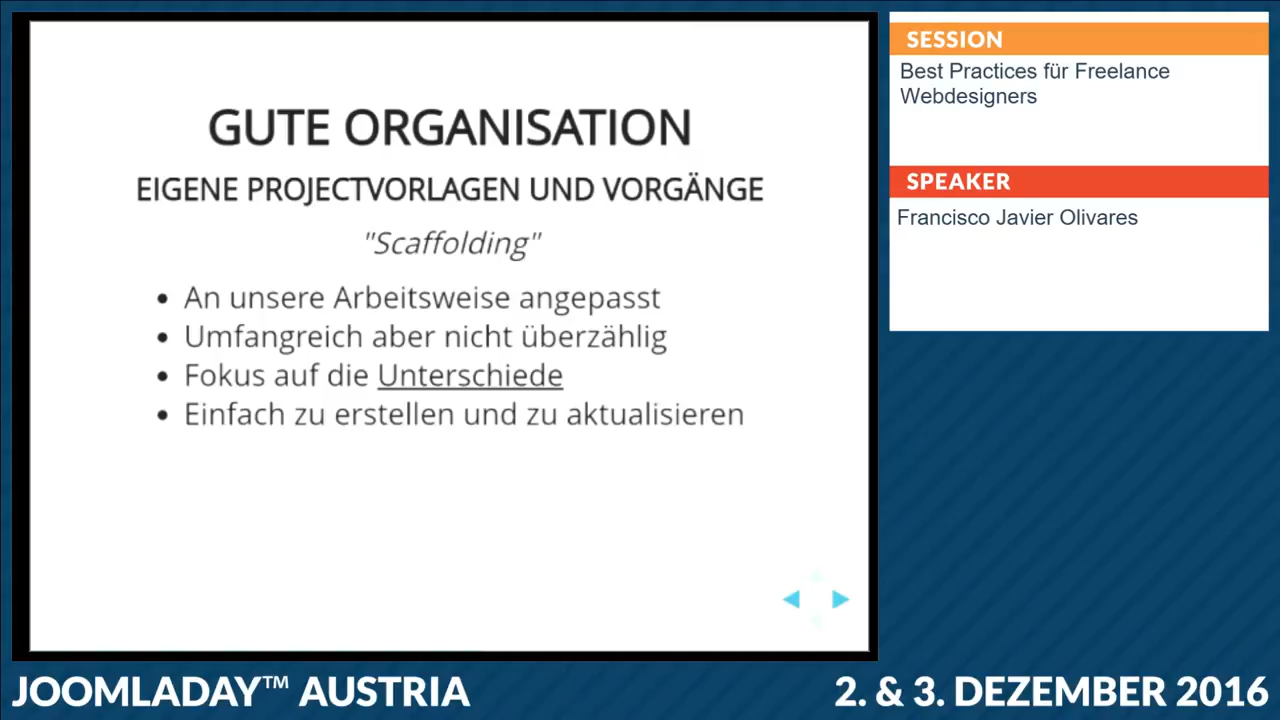 GUTE ORGANISATION
EIGENE PROJECTVORLAGEN UND VORGÄNGE
"Scaffolding"
An unsere Arbeitsweise angepasst
Umfangreich aber nicht überzählig
Fokus auf die Unterschiede
Einfach zu erstellen und zu aktualisieren
SESSION
Best Practices für Freelance
Webdesigners
SPEAKER
Francisco Javier Olivares
JOOMLADAY™ AUSTRIA
2. & 3. DEZEMBER 2016